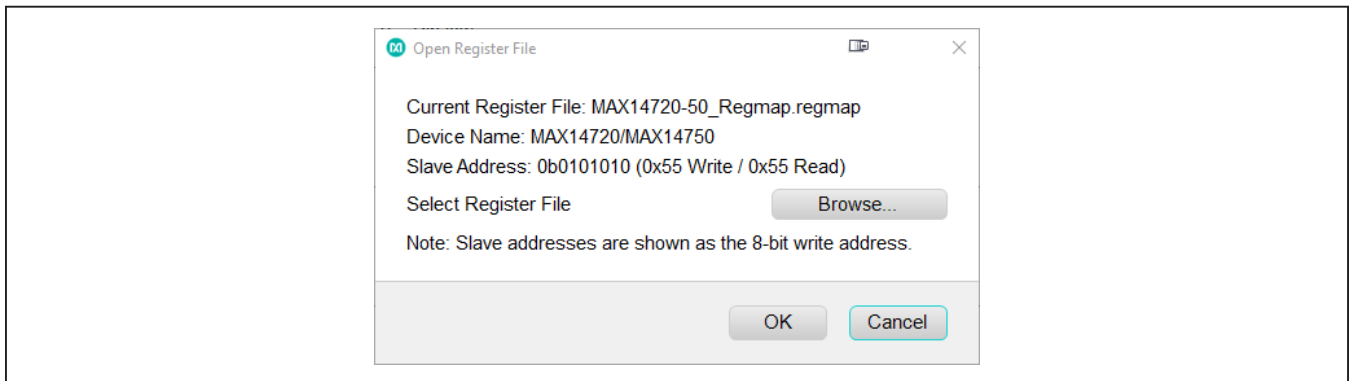 Open Register File
Current Register File: MAX14720-50_Regmap.regmap
Device Name: MAX14720/MAX14750
Slave Address: 0b0101010 (0x55 Write / 0x55 Read)
Select Register File
Browse...
Note: Slave addresses are shown as the 8-bit write address.
OK
Cancel